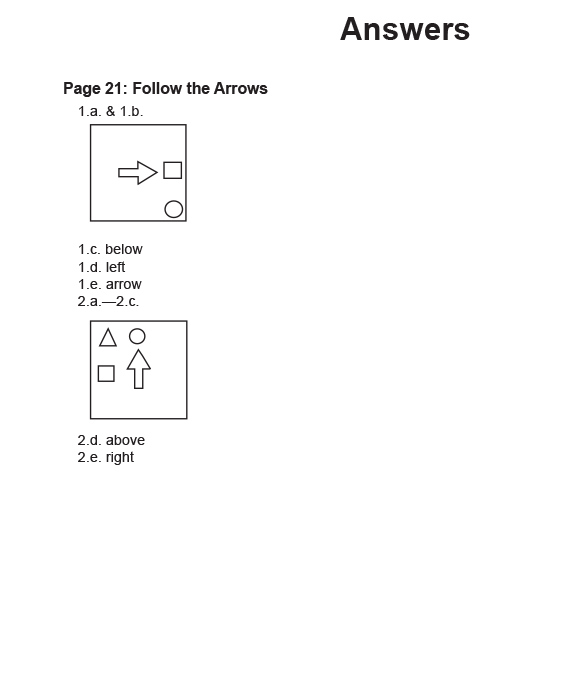 Answers
Page 21: Follow the Arrows
1.a. & 1.b.
1.c. below
1.d. left
1.e. arrow
2.a.—2.c.
2.d. above
2.e. right